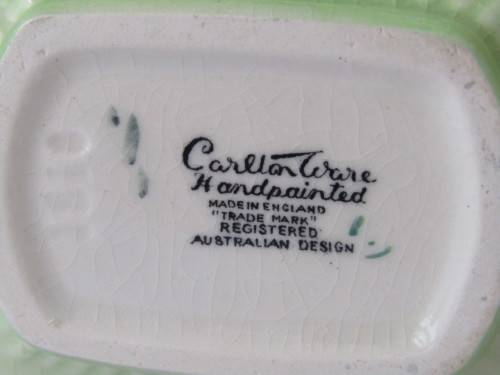 Carlton Ware
Handpainted
MADE IN ENGLAND
"TRADE MARK"
REGISTERED
AUSTRALIAN DESIGN